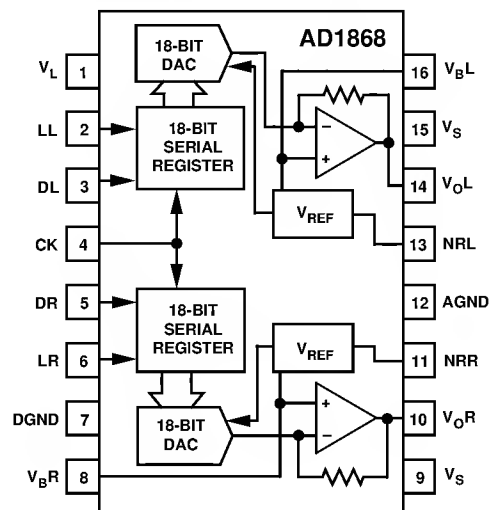 AD1868
18-BIT
DAC
VL 1
16 VBL
LL 2
18-BIT
SERIAL
REGISTER
−
+
15 VS
DL 3
14 VOL
VREF
CK 4
13 NRL
DR 5
12 AGND
18-BIT
SERIAL
REGISTER
LR 6
VREF
11 NRR
DGND 7
18-BIT
DAC
+
−
10 VOR
VBR 8
9 VS